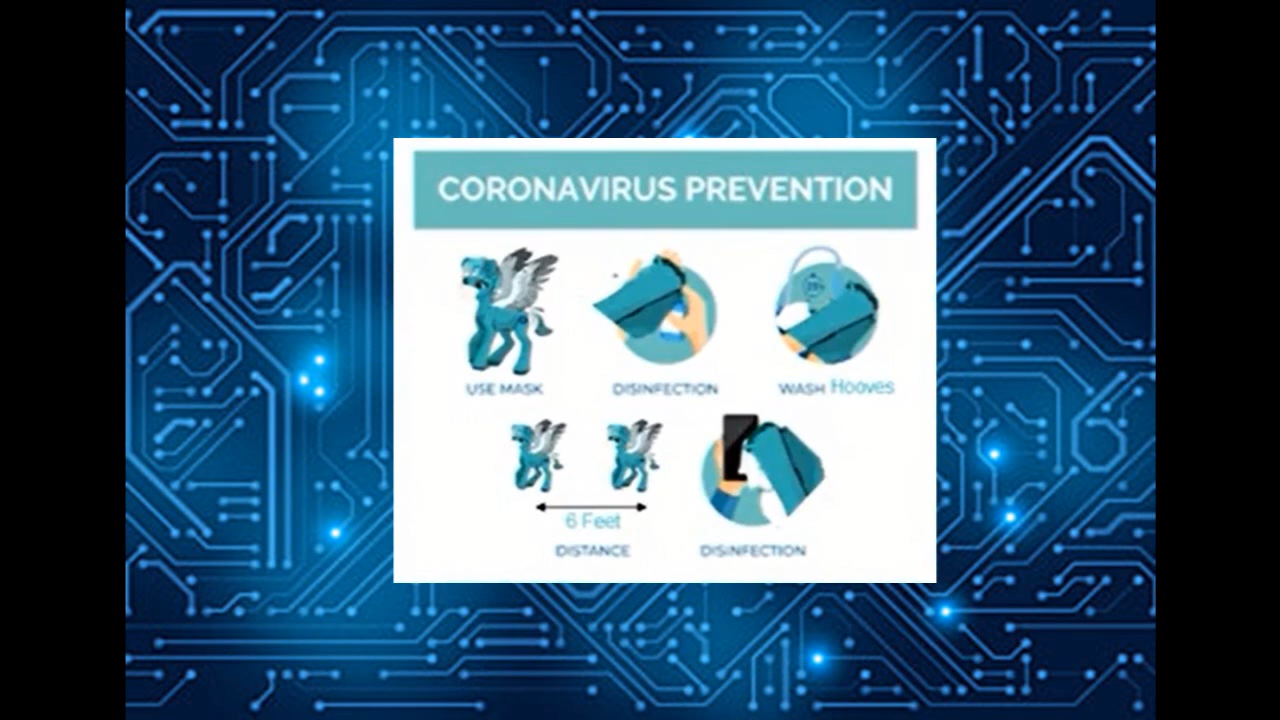 CORONAVIRUS PREVENTION
USE MASK
DISINFECTION
WASH Hooves
6 Feet
DISTANCE
DISINFECTION